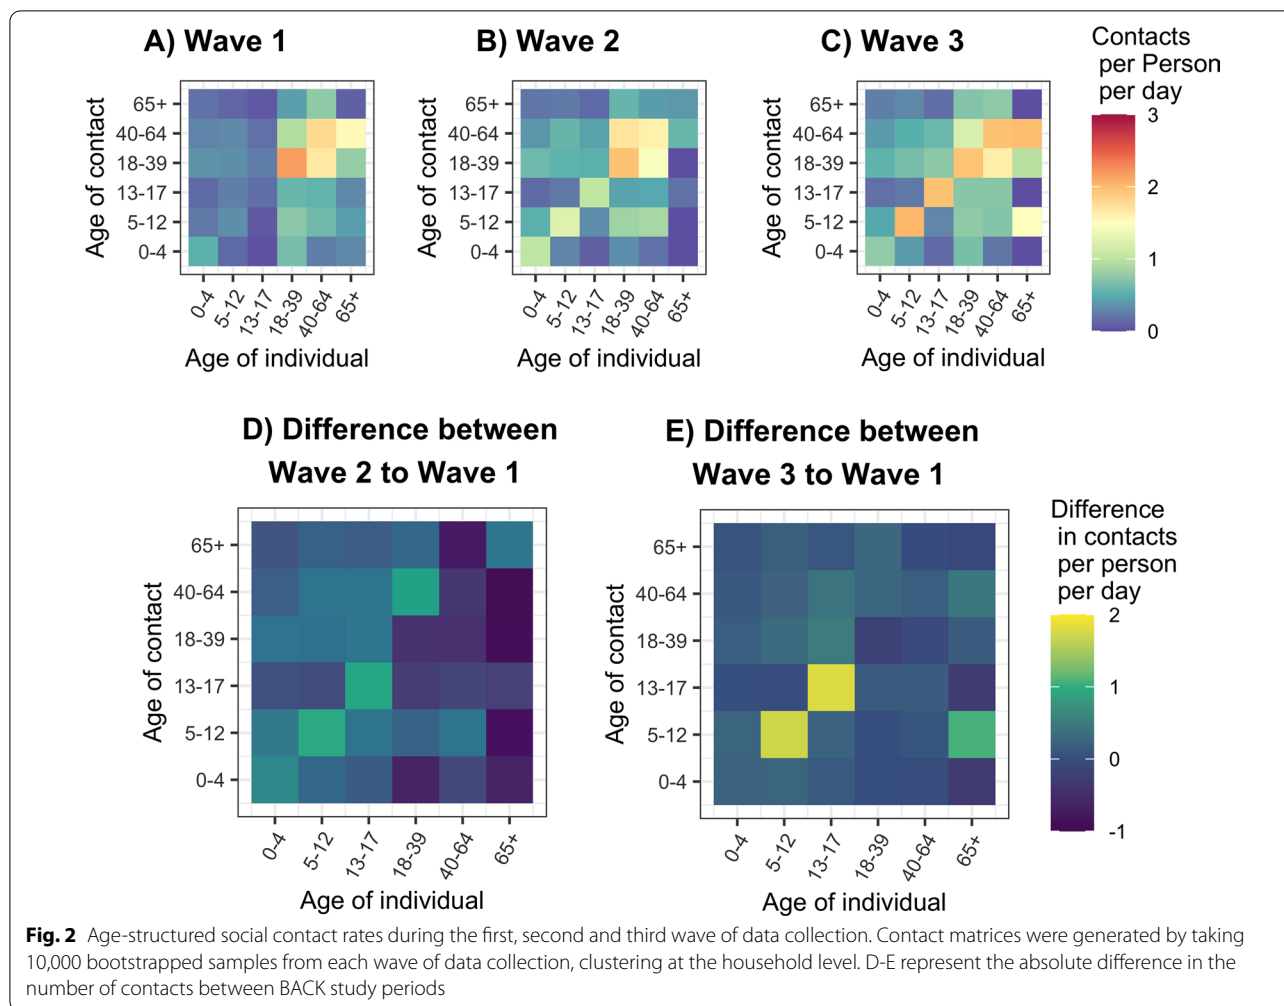 A) Wave 1
B) Wave 2
C) Wave 3
Contacts
per Person
per day
3
2
1
0
Age of contact
65+
40-64
18-39
13-17
5-12
0-4
0-4
5-12
13-17
18-39
40-64
65+
Age of individual
Age of contact
65+
40-64
18-39
13-17
5-12
0-4
0-4
5-12
13-17
18-39
40-64
65+
Age of individual
Age of contact
65+
40-64
18-39
13-17
5-12
0-4
0-4
5-12
13-17
18-39
40-64
65+
Age of individual
D) Difference between
Wave 2 to Wave 1
E) Difference between
Wave 3 to Wave 1
Age of contact
65+
40-64
18-39
13-17
5-12
0-4
0-4
5-12
13-17
18-39
40-64
65+
Age of individual
Age of contact
65+
40-64
18-39
13-17
5-12
0-4
0-4
5-12
13-17
18-39
40-64
65+
Age of individual
Difference
in contacts
per person
per day
2
1
0
-1
Fig. 2 Age-structured social contact rates during the first, second and third wave of data collection. Contact matrices were generated by taking
10,000 bootstrapped samples from each wave of data collection, clustering at the household level. D-E represent the absolute difference in the
number of contacts between BACK study periods